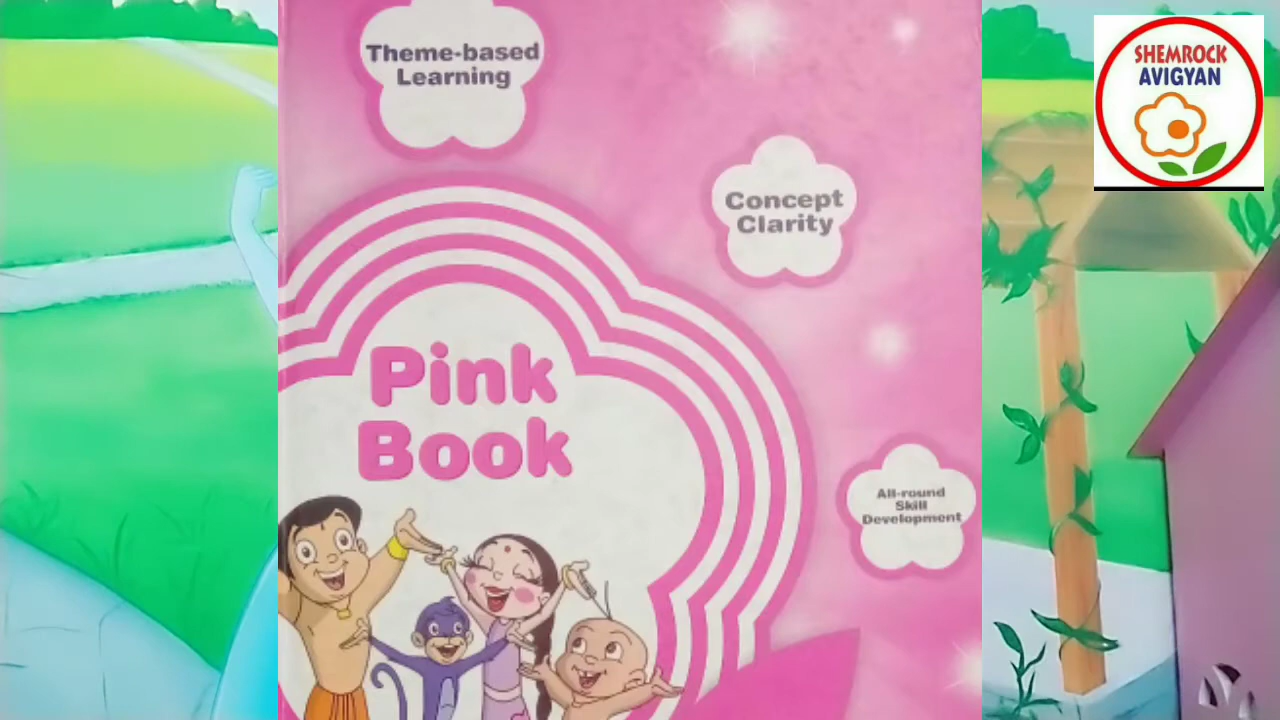 Theme-based
Learning
SHEMROCK
AVIGYAN
Concept
Clarity
Pink
Book
All-round
Skill
Development